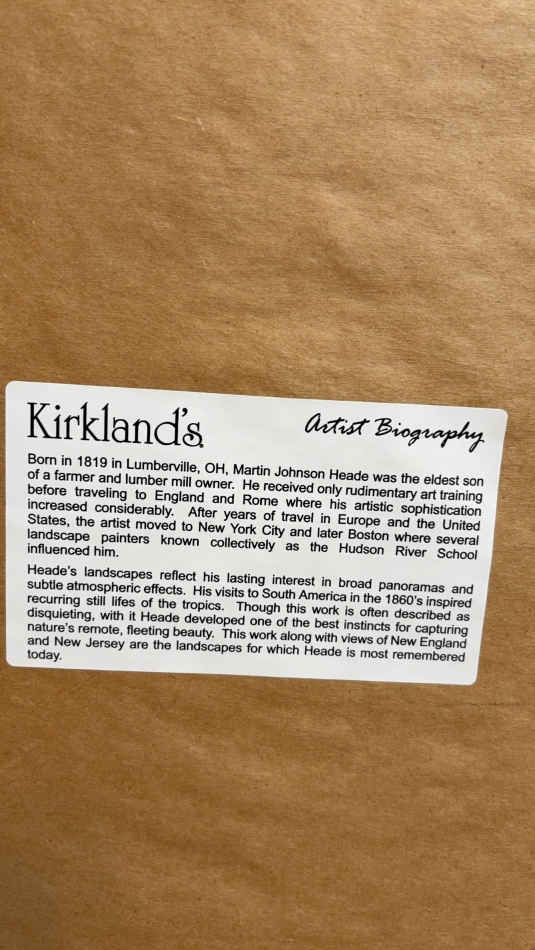 Kirkland's
Artist Biography
Born in 1819 in Lumberville, OH, Martin Johnson Heade was the eldest son
of a farmer and lumber mill owner. He received only rudimentary art training
before traveling to England and Rome where his artistic sophistication
increased considerably. After years of travel in Europe and the United
States, the artist moved to New York City and later Boston where several
landscape painters known collectively as the Hudson River School
influenced him.
Heade's landscapes reflect his lasting interest in broad panoramas and
subtle atmospheric effects. His visits to South America in the 1860's inspired
recurring still lifes of the tropics. Though this work is often described as
disquieting, with it Heade developed one of the best instincts for capturing
nature's remote, fleeting beauty. This work along with views of New England
and New Jersey are the landscapes for which Heade is most remembered
today.